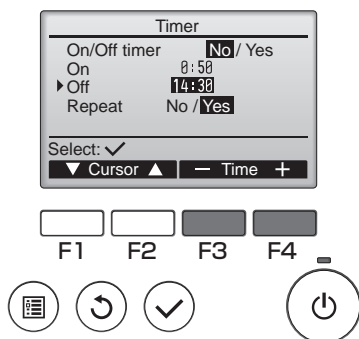 Timer
On/Off timer No / Yes
On 0:50
Off 14:30
Repeat No / Yes
Select: ✓
▼ Cursor ▲ − Time +
F1 F2 F3 F4